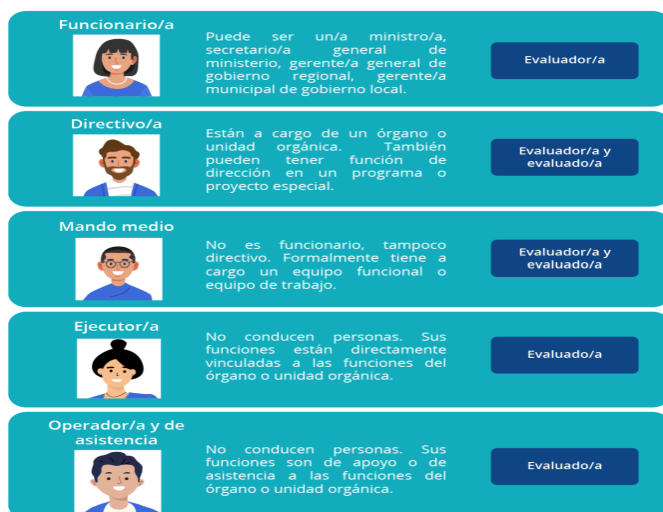 Funcionario/a
Puede ser un/a ministro/a,
secretario/a general de
ministerio, gerente/a general de
gobierno regional, gerente/a
municipal de gobierno local.
Evaluador/a
Directivo/a
Están a cargo de un órgano o
unidad orgánica. También
pueden tener función de
dirección en un programa o
proyecto especial.
Evaluador/a y
evaluado/a
Mando medio
No es funcionario, tampoco
directivo. Formalmente tiene a
cargo un equipo funcional o
equipo de trabajo.
Evaluador/a y
evaluado/a
Ejecutor/a
No conducen personas. Sus
funciones están directamente
vinculadas a las funciones del
órgano o unidad orgánica.
Evaluado/a
Operador/a y de
asistencia
No conducen personas. Sus
funciones son de apoyo o de
asistencia a las funciones del
órgano o unidad orgánica.
Evaluado/a